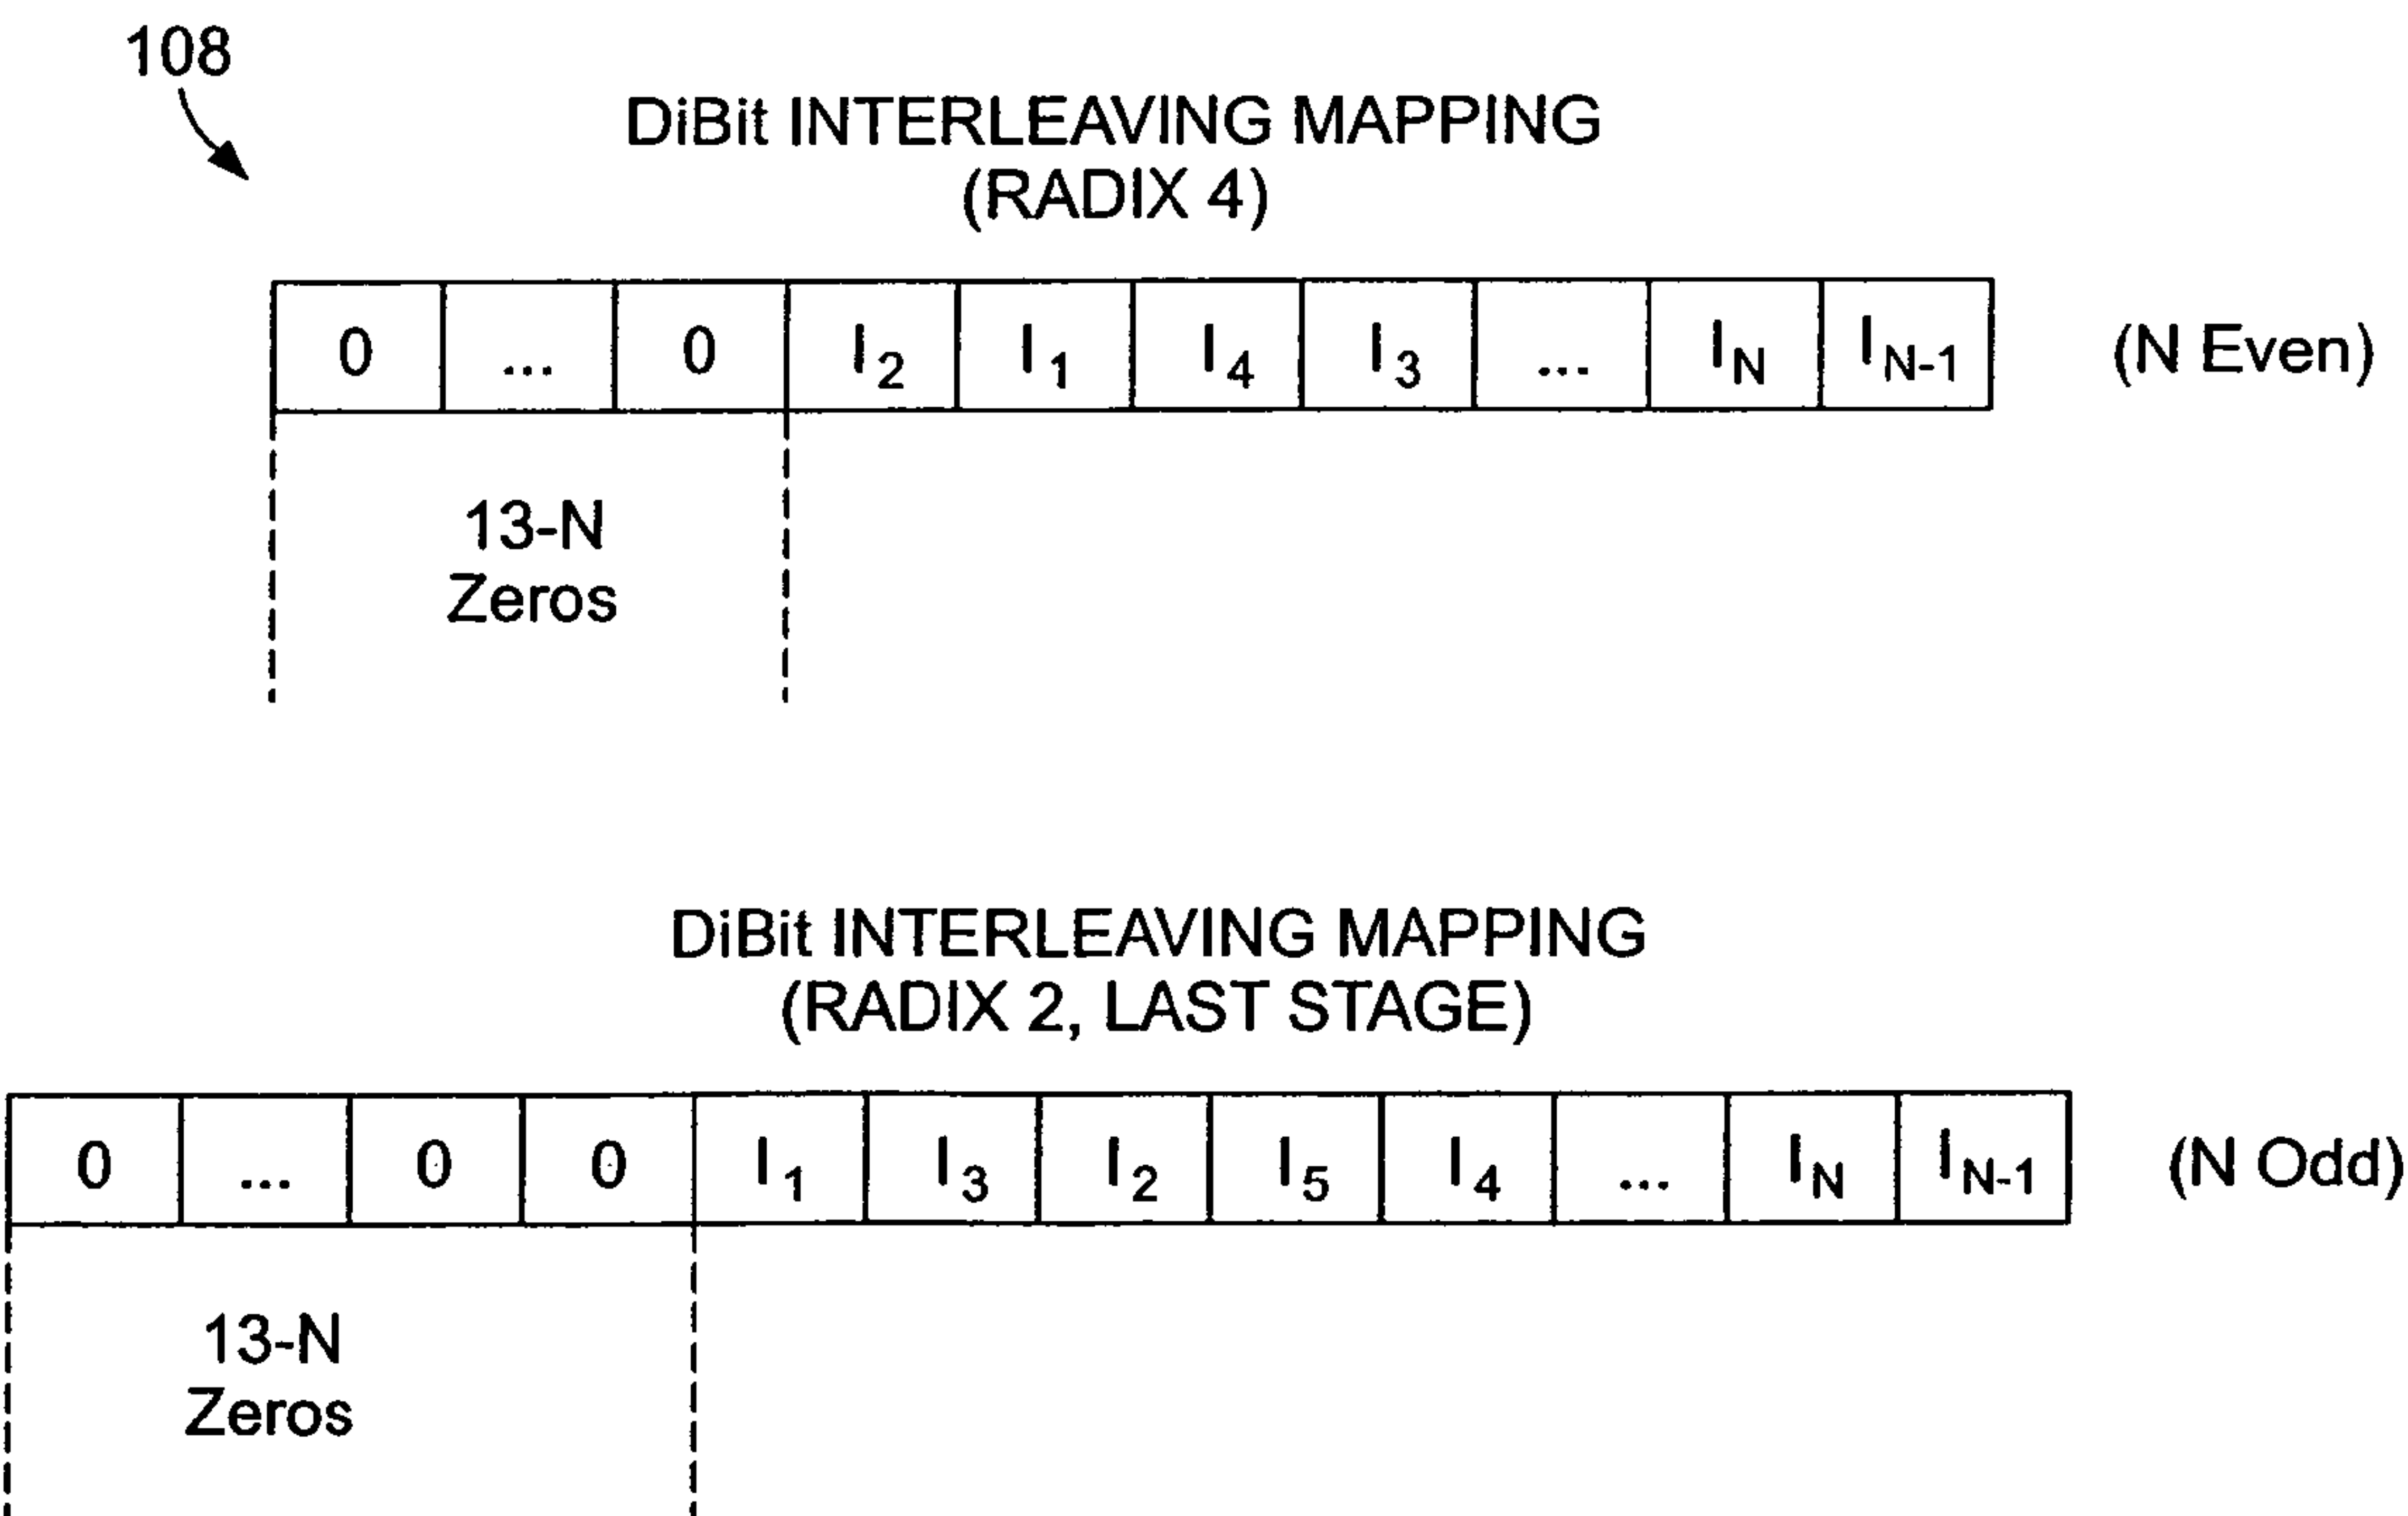 108
DiBit INTERLEAVING MAPPING
(RADIX 4)
0 ... 0 I2 I1 I4 I3 ... IN IN-1 (N Even)
13-N
Zeros
DiBit INTERLEAVING MAPPING
(RADIX 2, LAST STAGE)
0 ... 0 0 I1 I3 I2 I5 I4 ... IN IN-1 (N Odd)
13-N
Zeros